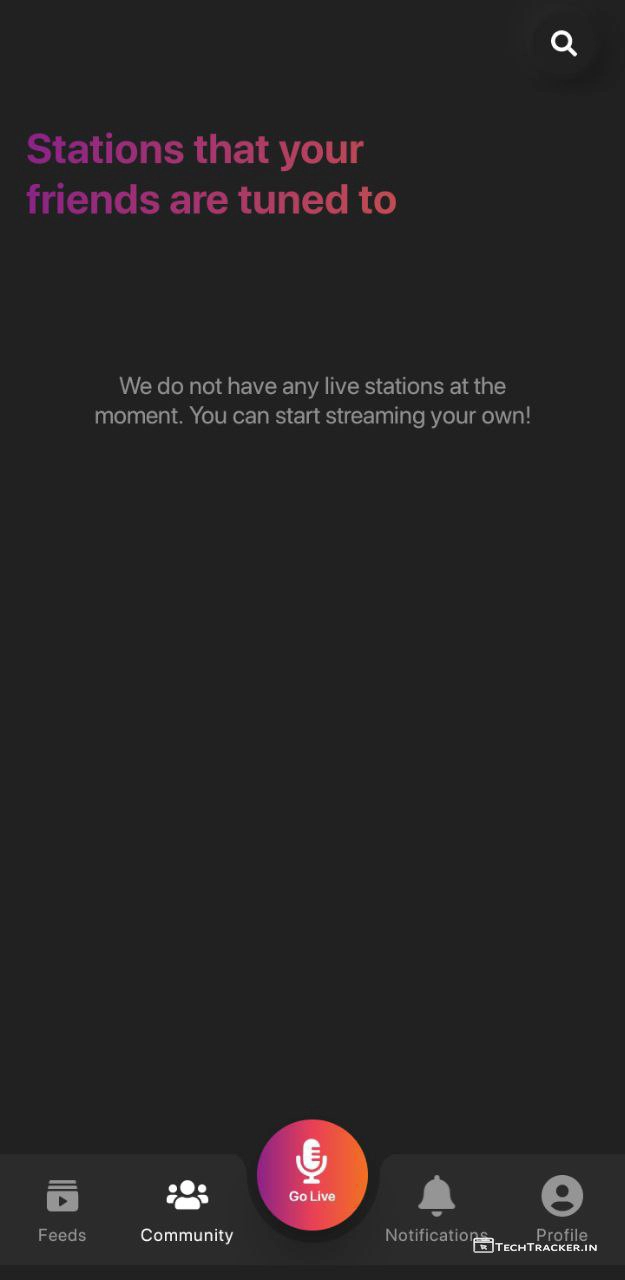 Stations that your
friends are tuned to
We do not have any live stations at the
moment. You can start streaming your own!
Go Live
Feeds
Community
Notifications
Profile
TechTracker.in